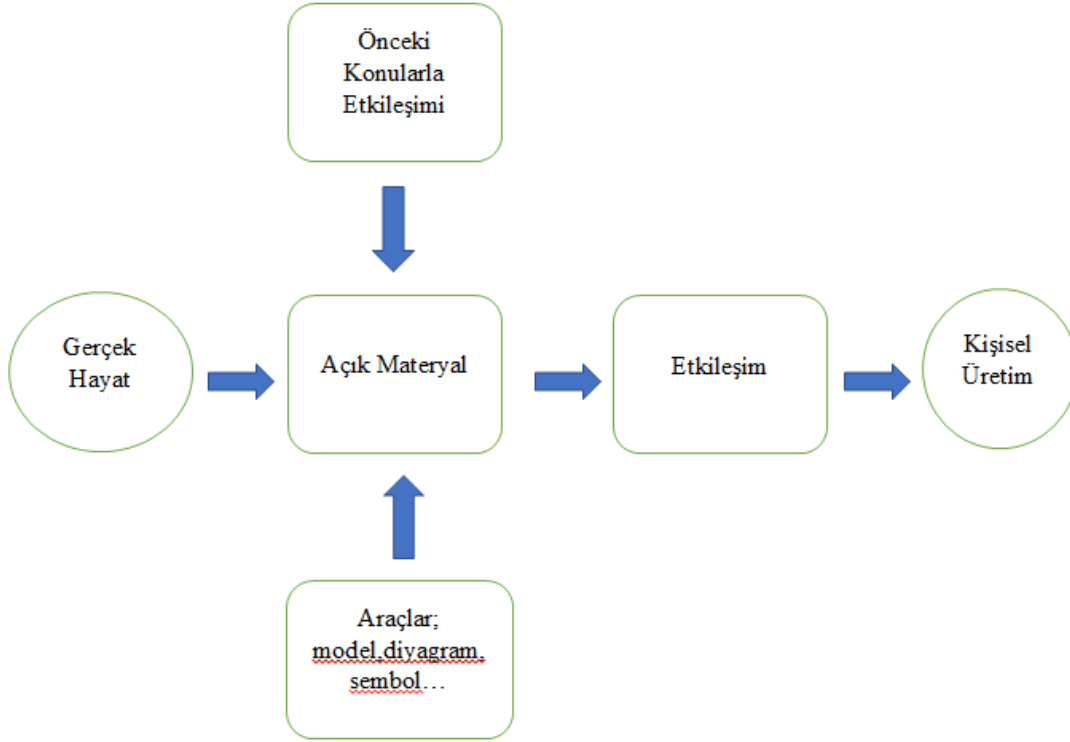 Önceki
Konularla
Etkileşimi
Gerçek
Hayat
Açık Materyal
Etkileşim
Kişisel
Üretim
Araçlar;
model,diyagram,
sembol…